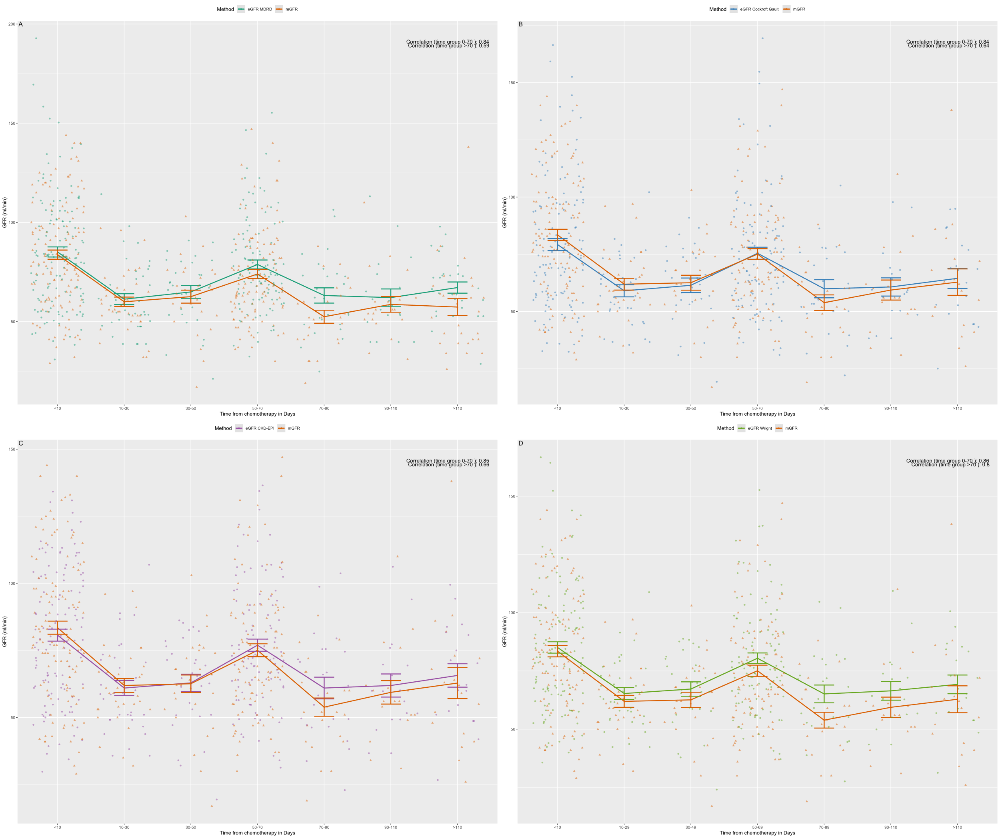 Method eGFR MDRD mGFR
A
Correlation (time group 0-70 ): 0.84
Correlation (time group >70 ): 0.59
GFR (ml/min)
200
150
100
50
<10 10-30 30-50 50-70 70-90 90-110 >110
Time from chemotherapy in Days
Method eGFR Cockroft Gault mGFR
B
Correlation (time group 0-70 ): 0.84
Correlation (time group >70 ): 0.64
GFR (ml/min)
150
100
50
<10 10-30 30-50 50-70 70-90 90-110 >110
Time from chemotherapy in Days
Method eGFR CKD-EPI mGFR
C
Correlation (time group 0-70 ): 0.85
Correlation (time group >70 ): 0.66
GFR (ml/min)
150
100
50
<10 10-30 30-50 50-70 70-90 90-110 >110
Time from chemotherapy in Days
Method eGFR Wright mGFR
D
Correlation (time group 0-70 ): 0.86
Correlation (time group >70 ): 0.8
GFR (ml/min)
150
100
50
<10 10-29 30-49 50-69 70-89 90-110 >110
Time from chemotherapy in Days